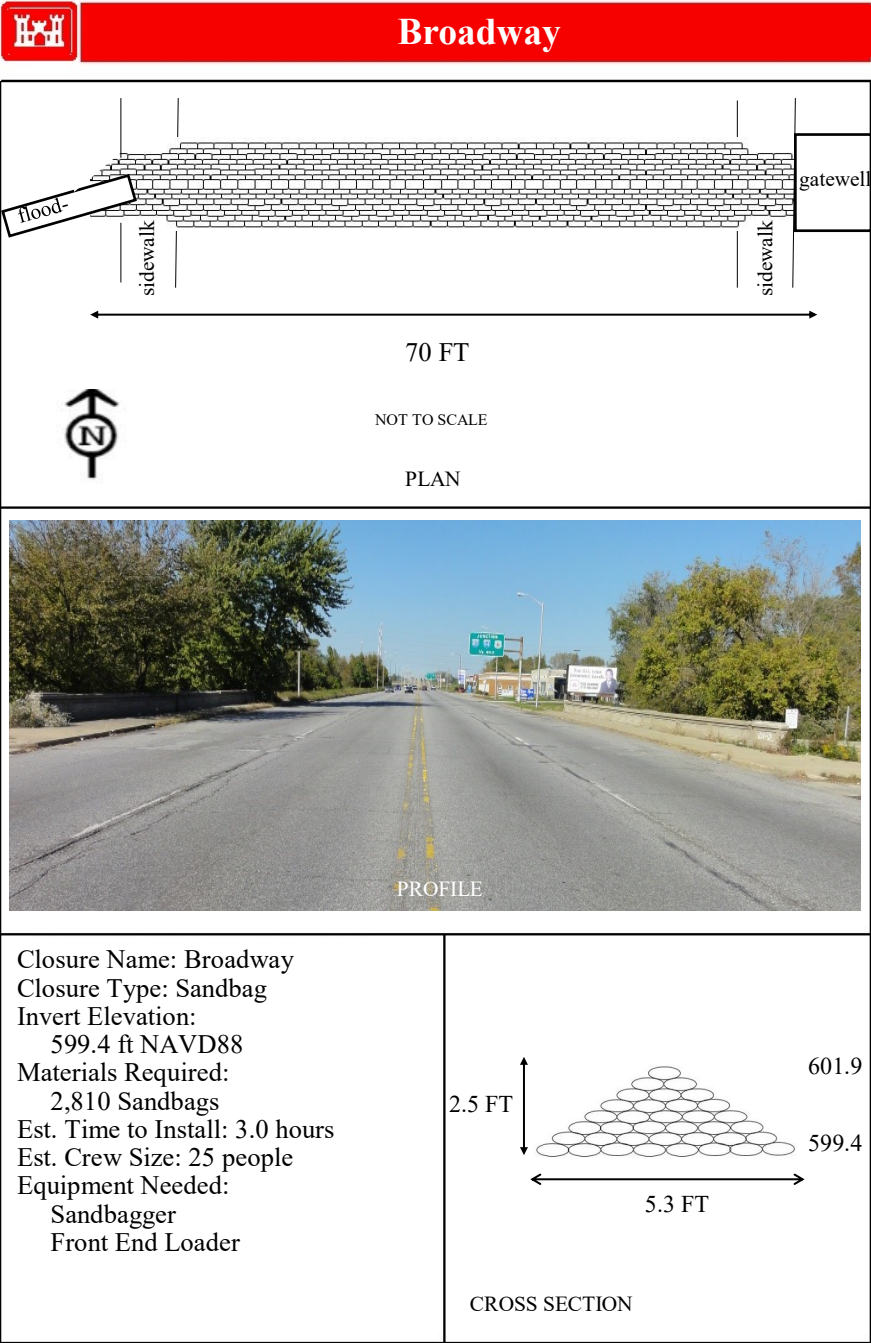 Broadway
flood-
gatewell
sidewalk
sidewalk
70 FT
N
NOT TO SCALE
PLAN
JUNCTION
PROFILE
Closure Name: Broadway
Closure Type: Sandbag
Invert Elevation:
599.4 ft NAVD88
Materials Required:
2,810 Sandbags
Est. Time to Install: 3.0 hours
Est. Crew Size: 25 people
Equipment Needed:
Sandbagger
Front End Loader
601.9
2.5 FT
599.4
5.3 FT
CROSS SECTION